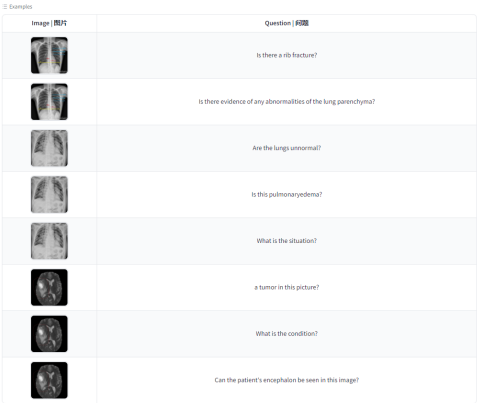 Examples
Image | 图片 Question | 问题
Is there a rib fracture?
Is there evidence of any abnormalities of the lung parenchyma?
Are the lungs unnormal?
Is this pulmonaryedema?
What is the situation?
a tumor in this picture?
What is the condition?
Can the patient's encephalon be seen in this image?